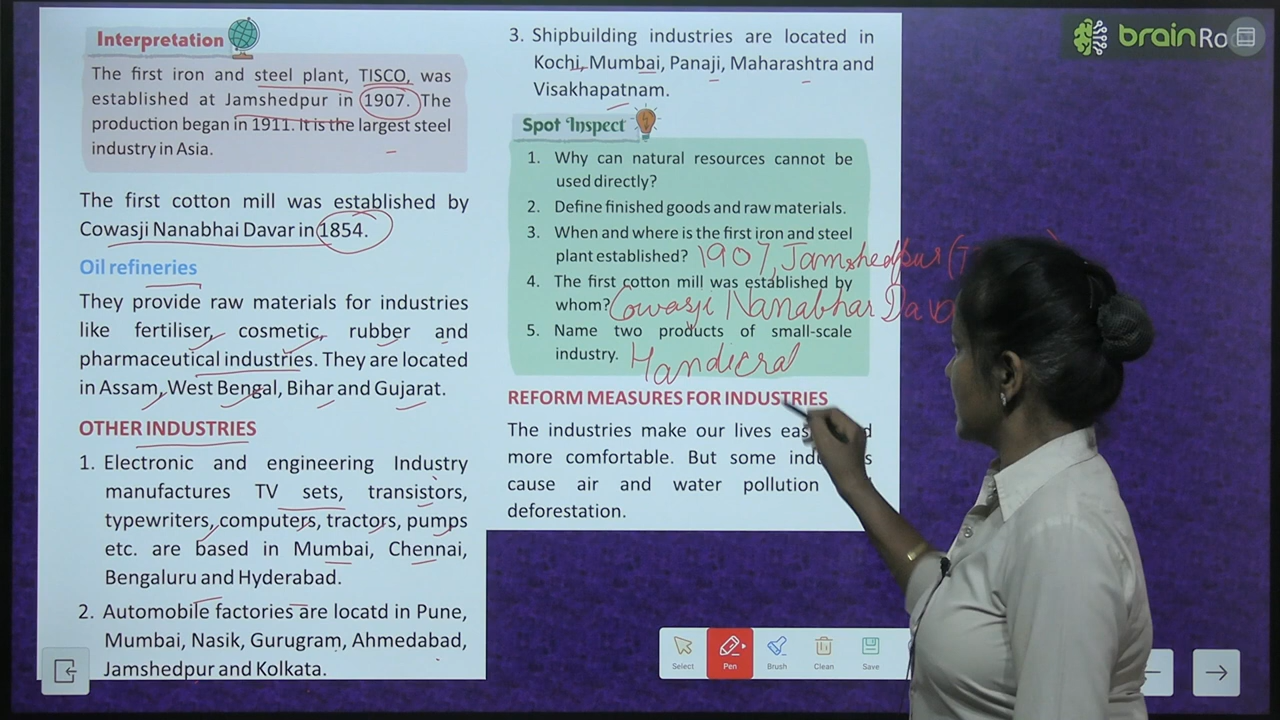 Interpretation
The first iron and steel plant, TISCO, was
established at Jamshedpur in 1907. The
production began in 1911. It is the largest steel
industry in Asia.
The first cotton mill was established by
Cowasji Nanabhai Davar in 1854.
Oil refineries
They provide raw materials for industries
like fertiliser, cosmetic, rubber and
pharmaceutical industries. They are located
in Assam, West Bengal, Bihar and Gujarat.
OTHER INDUSTRIES
1. Electronic and engineering Industry
manufactures TV sets, transistors,
typewriters, computers, tractors, pumps
etc. are based in Mumbai, Chennai,
Bengaluru and Hyderabad.
2. Automobile factories are locatd in Pune,
Mumbai, Nasik, Gurugram, Ahmedabad,
Jamshedpur and Kolkata.
3. Shipbuilding industries are located in
Kochi, Mumbai, Panaji, Maharashtra and
Visakhapatnam.
Spot Inspect
1. Why can natural resources cannot be
used directly?
2. Define finished goods and raw materials.
3. When and where is the first iron and steel
plant established? 1907, Jamshedpur (
4. The first cotton mill was established by
whom? Cowasji Nanabhar Dava
5. Name two products of small-scale
industry. Handicra
REFORM MEASURES FOR INDUSTRIES
The industries make our lives
more comfortable. But some
cause air and water pollution
deforestation.
brain Ro
Select
Pen
Brush
Clean
Save